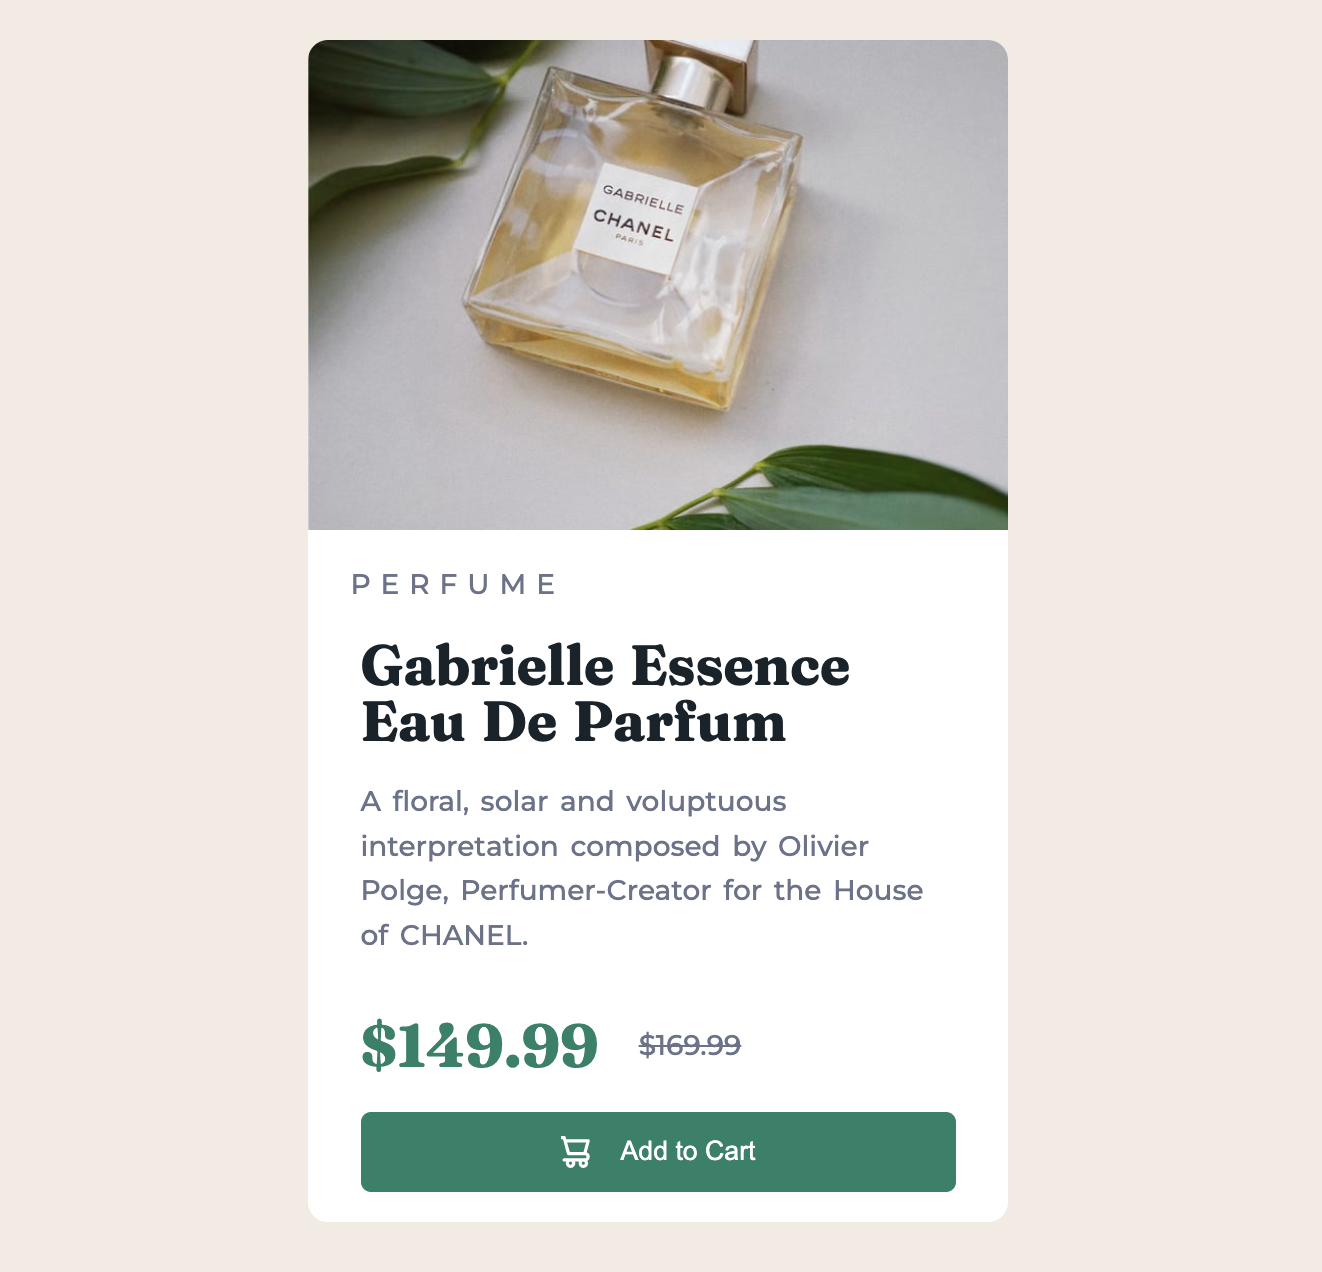 GABRIELLE
CHANEL
PARIS
PERFUME
Gabrielle Essence
Eau De Parfum
A floral, solar and voluptuous
interpretation composed by Olivier
Polge, Perfumer-Creator for the House
of CHANEL.
$149.99 $169.99
Add to Cart